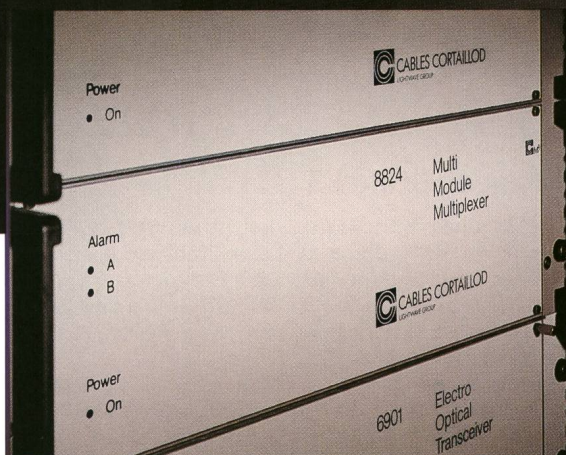 Power
On
CABLES CORTAILLOD
LIGHTWAVE GROUP
8824
Multi
Module
Multiplexer
Alarm
A
B
CABLES CORTAILLOD
LIGHTWAVE GROUP
Power
On
6901
Electro
Optical
Transceiver